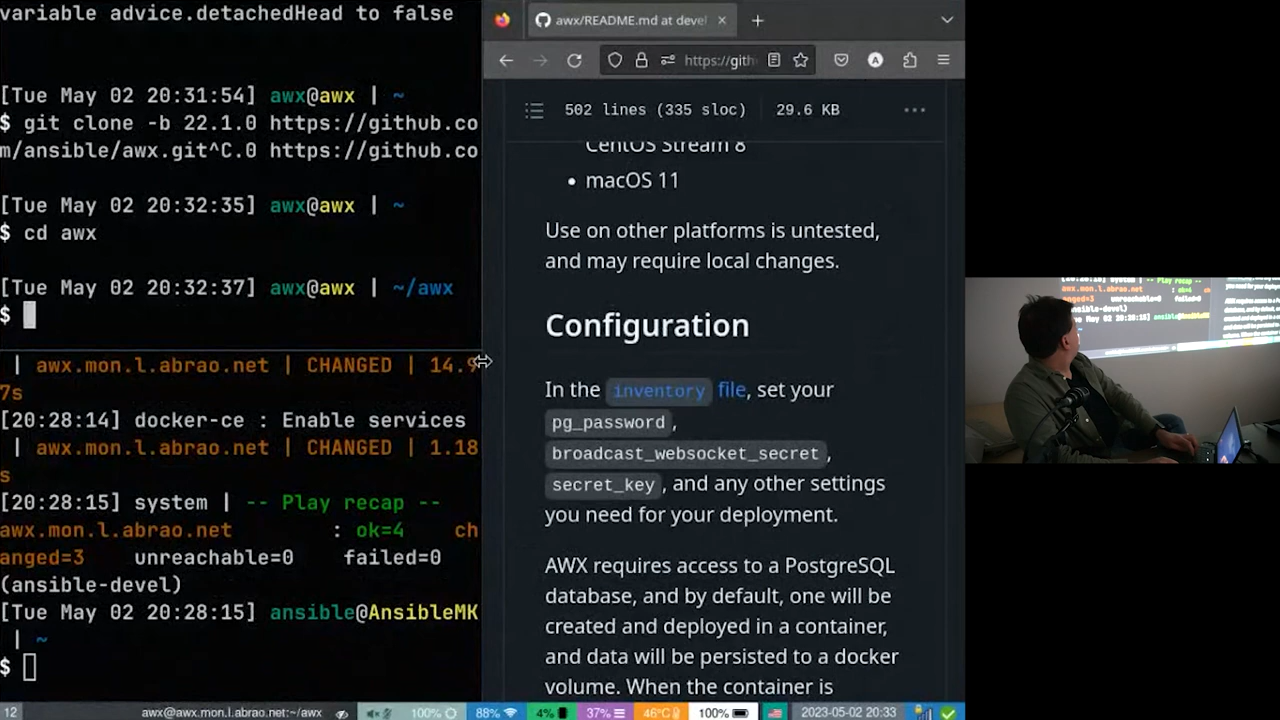 variable advice.detachedHead to false
[Tue May 02 20:31:54] awx@awx | ~
$ git clone -b 22.1.0 https://github.co
m/ansible/awx.git^C.0 https://github.co
[Tue May 02 20:32:35] awx@awx | ~
$ cd awx
[Tue May 02 20:32:37] awx@awx | ~/awx
$
| awx.mon.l.abrao.net | CHANGED | 14.9
7s
[20:28:14] docker-ce : Enable services
| awx.mon.l.abrao.net | CHANGED | 1.18
s
[20:28:15] system | -- Play recap --
awx.mon.l.abrao.net : ok=4 ch
anged=3 unreachable=0 failed=0
(ansible-devel)
[Tue May 02 20:28:15] ansible@AnsibleMK
| ~
$
awx/README.md at devel
https://gith
502 lines (335 sloc) 29.6 KB
CentOS Stream 8
• macOS 11
Use on other platforms is untested,
and may require local changes.
Configuration
In the inventory file, set your
pg_password,
broadcast_websocket_secret,
secret_key, and any other settings
you need for your deployment.
AWX requires access to a PostgreSQL
database, and by default, one will be
created and deployed in a container,
and data will be persisted to a docker
volume. When the container is
12 awx@awx.mon.l.abrao.net:~/awx 100% 88% 4% 37% 46°C 100% 2023-05-02 20:33